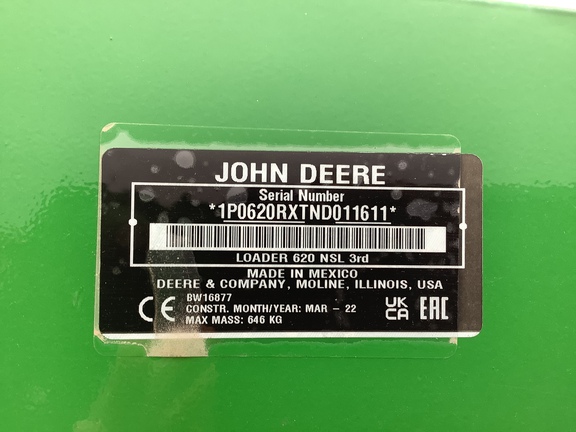 JOHN DEERE
Serial Number
*1P0620RXTND011611*
LOADER 620 NSL 3rd
MADE IN MEXICO
DEERE & COMPANY, MOLINE, ILLINOIS, USA
CE
BW16877
CONSTR. MONTH/YEAR: MAR - 22
MAX MASS: 646 KG
UK
CA
EAC